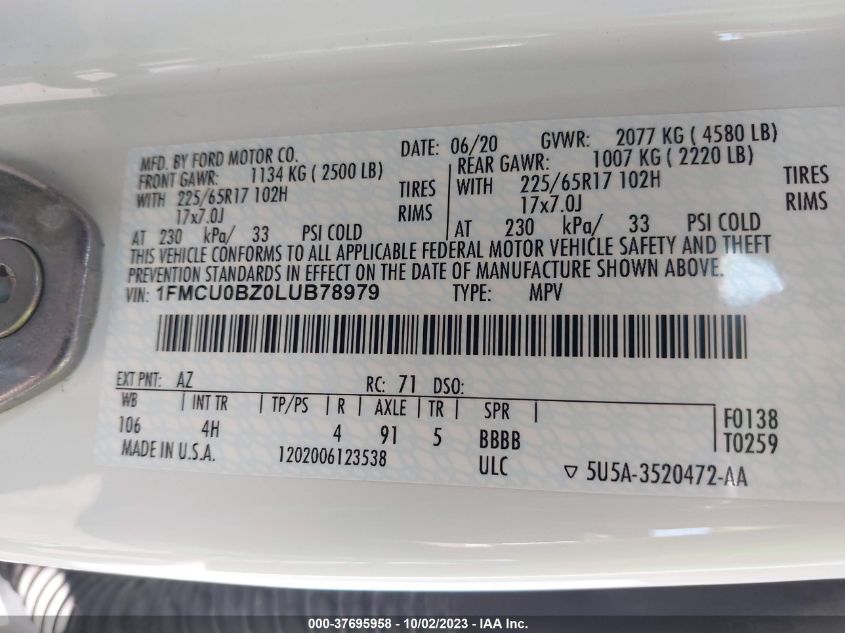 MFD. BY FORD MOTOR CO. DATE: 06/20 GVWR: 2077 KG ( 4580 LB)
FRONT GAWR: 1134 KG ( 2500 LB) REAR GAWR: 1007 KG ( 2220 LB)
WITH 225/65R17 102H TIRES WITH 225/65R17 102H TIRES
17x7.0J RIMS 17x7.0J RIMS
AT 230 kPa/ 33 PSI COLD AT 230 kPa/ 33 PSI COLD
THIS VEHICLE CONFORMS TO ALL APPLICABLE FEDERAL MOTOR VEHICLE SAFETY AND THEFT
PREVENTION STANDARDS IN EFFECT ON THE DATE OF MANUFACTURE SHOWN ABOVE.
VIN: 1FMCU0BZ0LUB78979 TYPE: MPV
EXT PNT: AZ RC: 71 DSO:
WB | INT TR | TP/PS | R | AXLE | TR | SPR | F0138
106 4H 4 91 5 BBBB T0259
MADE IN U.S.A. 1202006123538 ULC ▽ 5U5A-3520472-AA
000-37695958 - 10/02/2023 - IAA Inc.